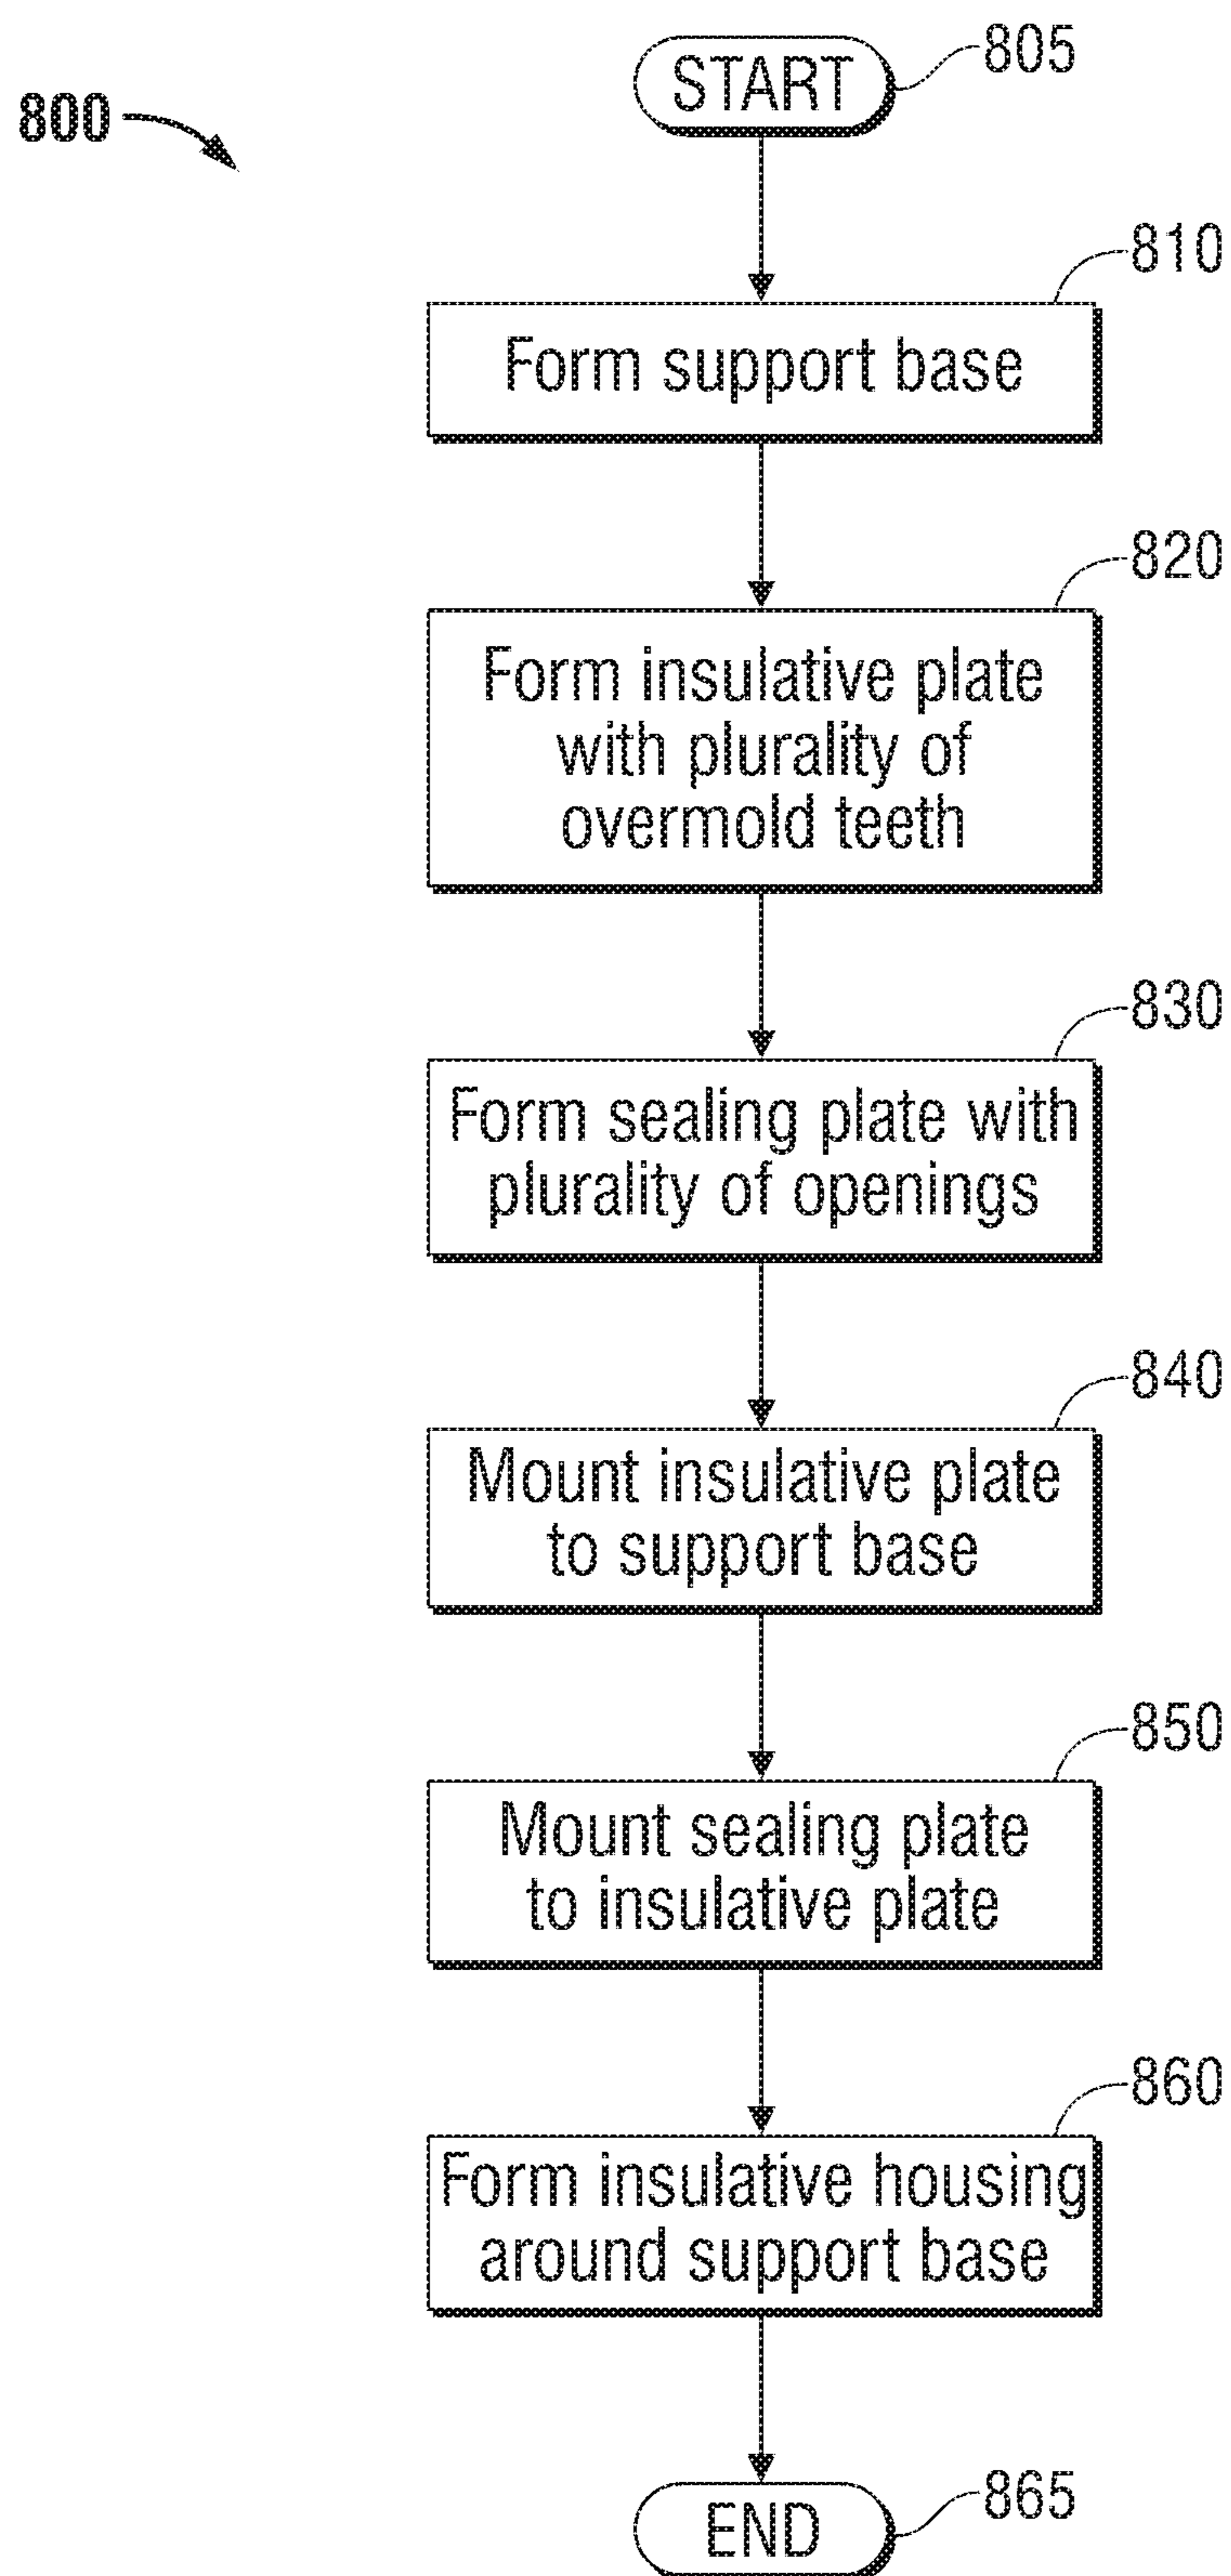 800
START
805
810
Form support base
820
Form insulative plate
with plurality of
overmold teeth
830
Form sealing plate with
plurality of openings
840
Mount insulative plate
to support base
850
Mount sealing plate
to insulative plate
860
Form insulative housing
around support base
END
865